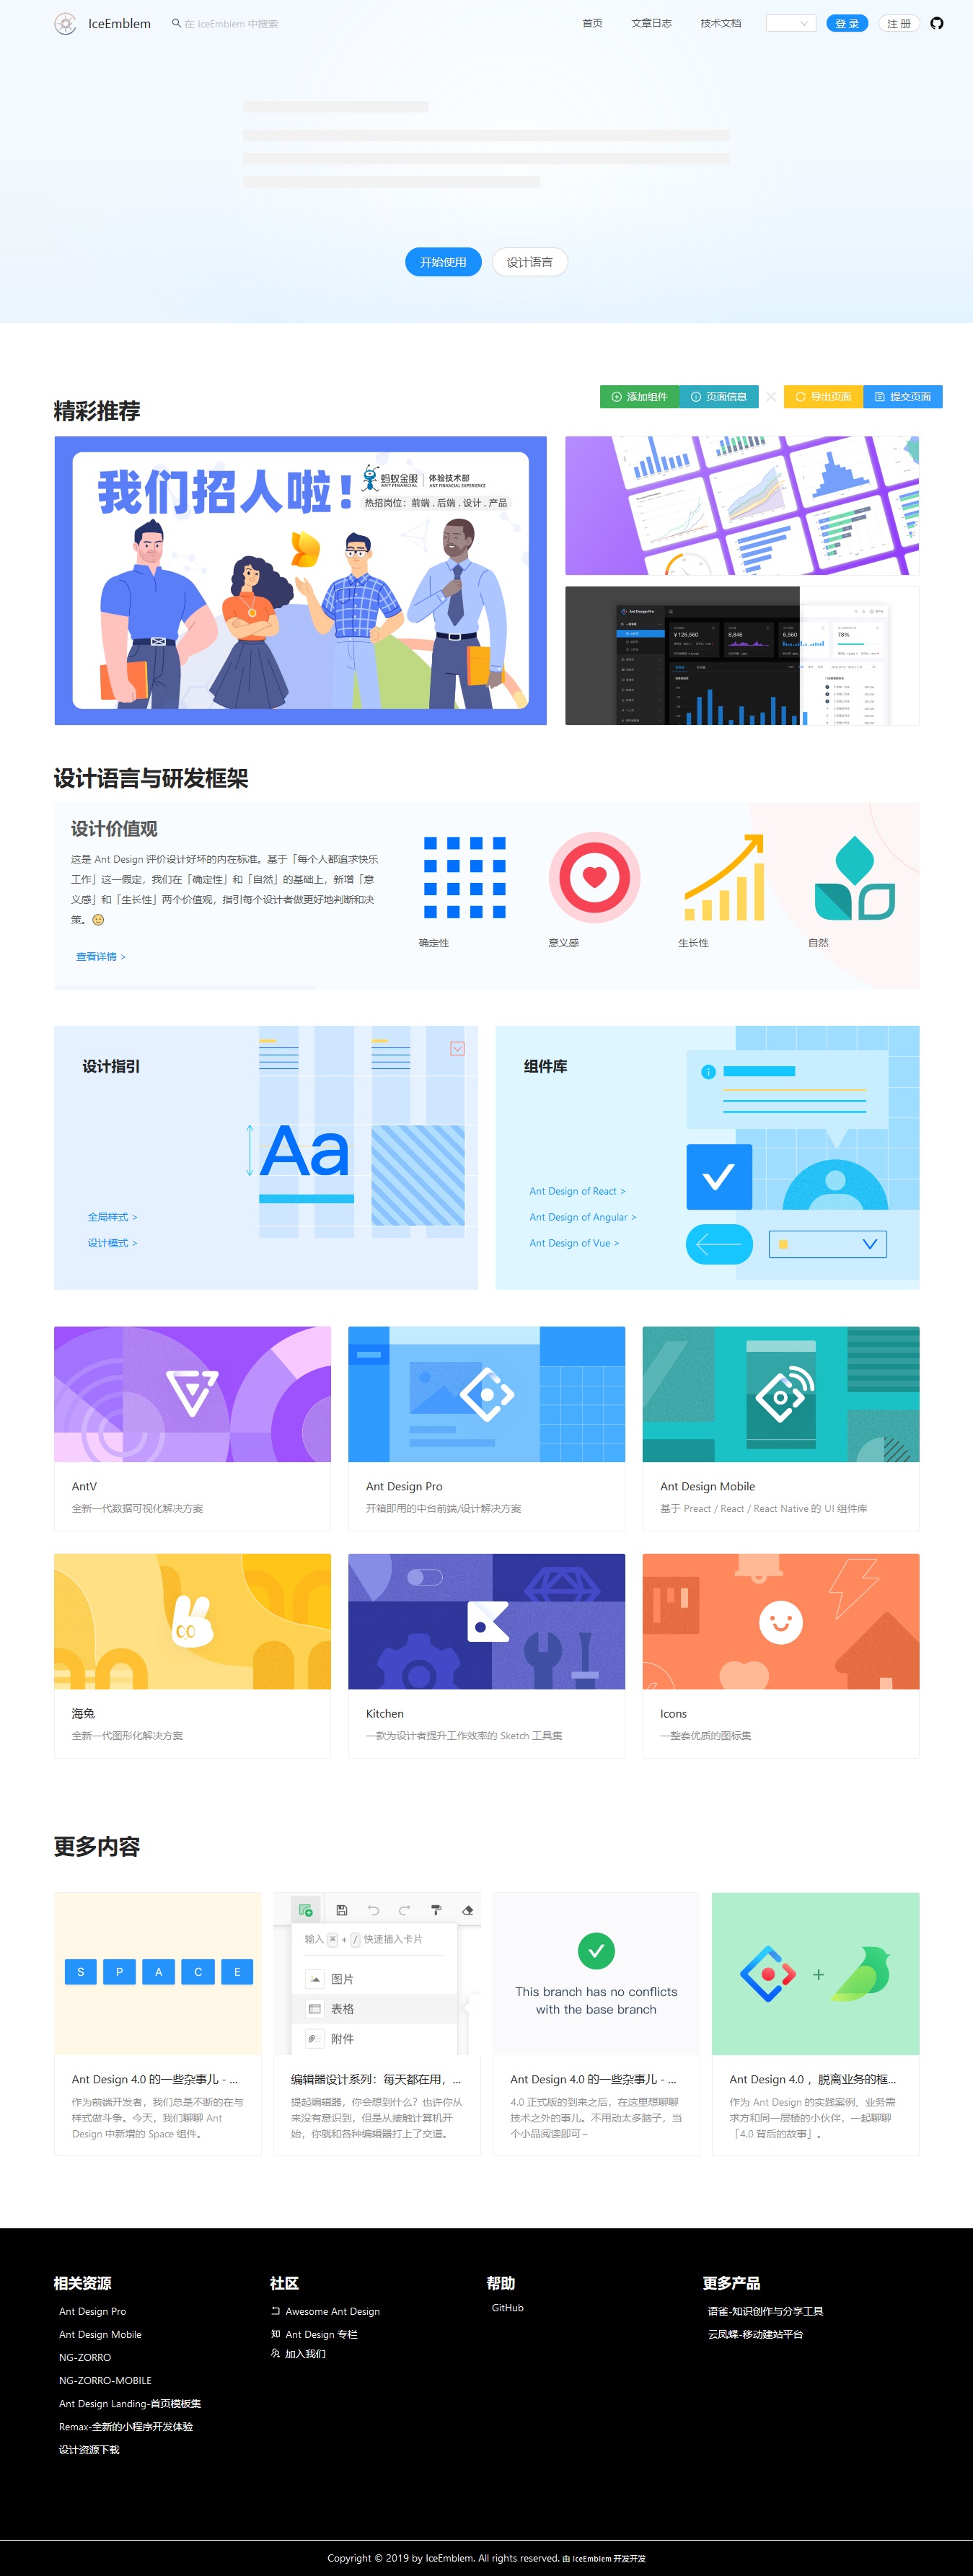 IceEmblem
在 IceEmblem 中搜索
首页
文章日志
技术文档
登 录
注 册
开始使用
设计语言
精彩推荐
添加组件
页面信息
导出页面
提交页面
我们招人啦!
蚂蚁金服
ANT FINANCIAL
体验技术部
ANT FINANCIAL EXPERIENCE
热招岗位：前端 . 后端 . 设计 . 产品
Ant Design Pro
¥126,560
8,846
6,560
78%
设计语言与研发框架
设计价值观
这是 Ant Design 评价设计好坏的内在标准。基于「每个人都追求快乐
工作」这一假定，我们在「确定性」和「自然」的基础上，新增「意
义感」和「生长性」两个价值观，指引每个设计者做更好地判断和决
策。
查看详情 >
确定性
意义感
生长性
自然
设计指引
Aa
全局样式 >
设计模式 >
组件库
Ant Design of React >
Ant Design of Angular >
Ant Design of Vue >
AntV
全新一代数据可视化解决方案
Ant Design Pro
开箱即用的中台前端/设计解决方案
Ant Design Mobile
基于 Preact / React / React Native 的 UI 组件库
海兔
全新一代图形化解决方案
Kitchen
一款为设计者提升工作效率的 Sketch 工具集
Icons
一整套优质的图标集
更多内容
S P A C E
Ant Design 4.0 的一些杂事儿 - ...
作为前端开发者，我们总是不断的在与
样式做斗争。今天，我们聊聊 Ant
Design 中新增的 Space 组件。
输入 ⌘ + / 快速插入卡片
图片
表格
附件
编辑器设计系列：每天都在用，...
提起编辑器，你会想到什么？也许你从
来没有意识到，但是从接触计算机开
始，你就和各种编辑器打上了交道。
This branch has no conflicts
with the base branch
Ant Design 4.0 的一些杂事儿 - ...
4.0 正式版的到来之后，在这里想聊聊
技术之外的事儿。不用动太多脑子，当
个小品阅读即可~
+
Ant Design 4.0 ，脱离业务的框...
作为 Ant Design 的实践案例、业务需
求方和同一层楼的小伙伴，一起聊聊
「4.0 背后的故事」。
相关资源
Ant Design Pro
Ant Design Mobile
NG-ZORRO
NG-ZORRO-MOBILE
Ant Design Landing-首页模板集
Remax-全新的小程序开发体验
设计资源下载
社区
Awesome Ant Design
知 Ant Design 专栏
加入我们
帮助
GitHub
更多产品
语雀-知识创作与分享工具
云凤蝶-移动建站平台
Copyright © 2019 by IceEmblem. All rights reserved. 由 IceEmblem 开发开发